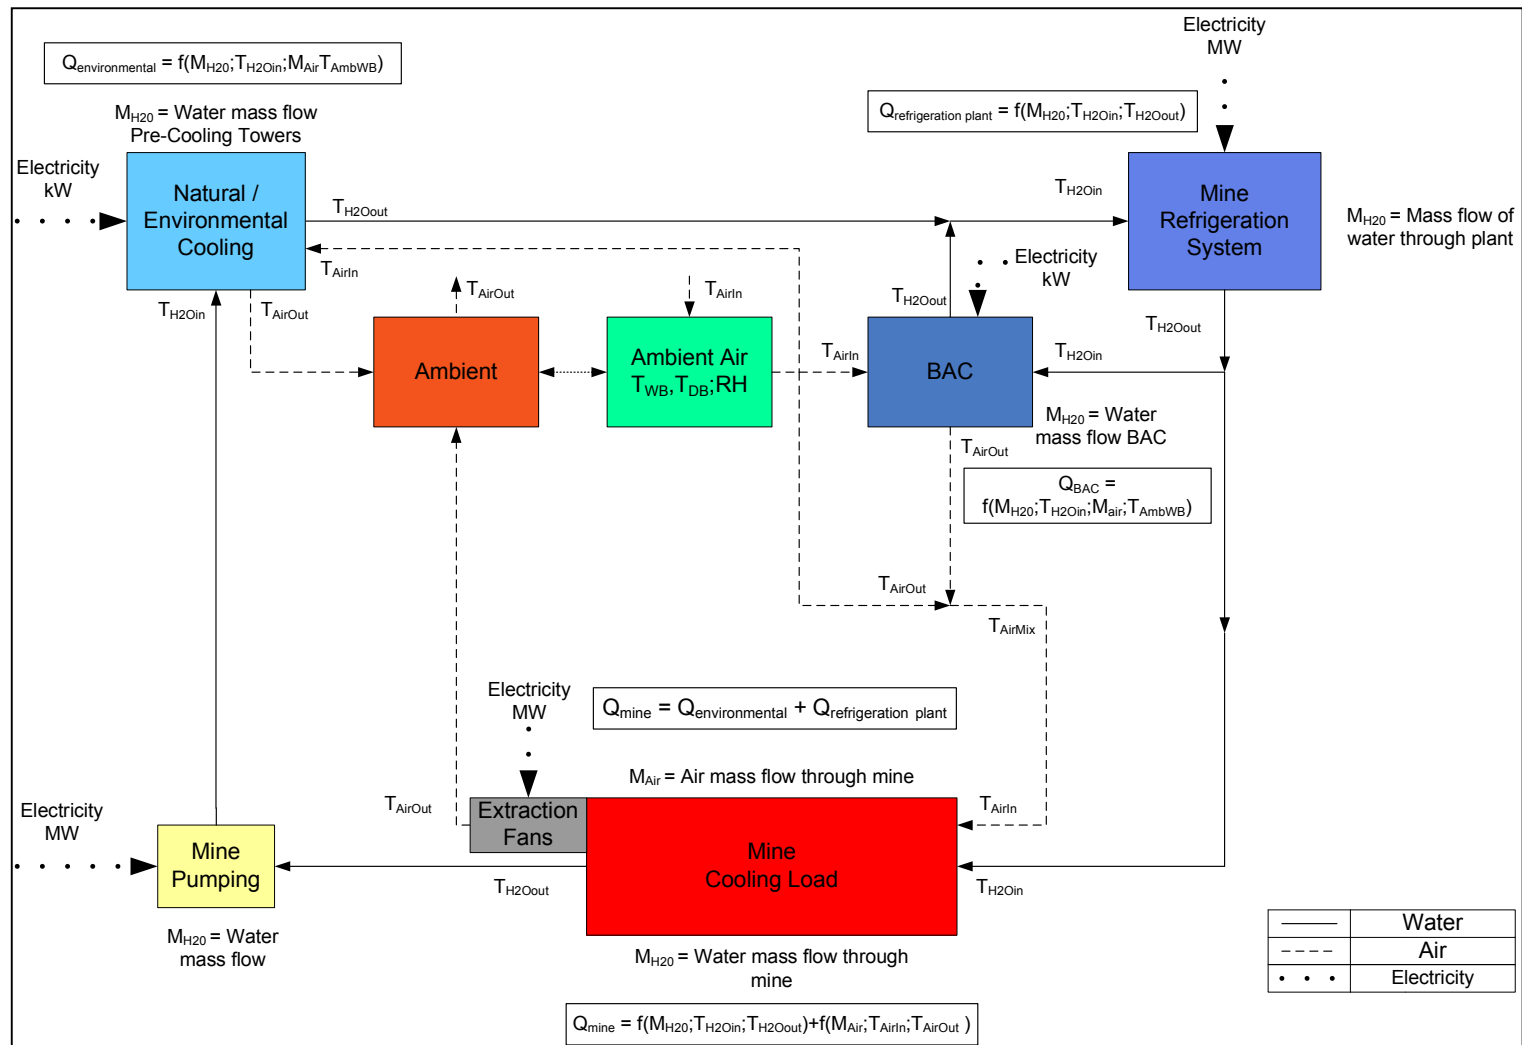 Electricity
MW
Q_environmental = f(M_H20;T_H2Oin;M_Air T_AmbWB)
M_H20 = Water mass flow
Pre-Cooling Towers
Q_refrigeration plant = f(M_H20;T_H2Oin;T_H2Oout)
Electricity
kW
Natural /
Environmental
Cooling
T_H2Oout
T_H2Oin
Mine
Refrigeration
System
M_H20 = Mass flow of
water through plant
T_AirIn
Electricity
kW
T_H2Oin
T_AirOut
T_AirOut
T_AirIn
T_H2Oout
T_H2Oout
Ambient
Ambient Air
T_WB,T_DB;RH
T_AirIn
BAC
T_H2Oin
M_H20 = Water
mass flow BAC
T_AirOut
Q_BAC =
f(M_H20;T_H2Oin;M_air;T_AmbWB)
T_AirOut
T_AirMix
Electricity
MW
Q_mine = Q_environmental + Q_refrigeration plant
M_Air = Air mass flow through mine
Electricity
MW
T_AirOut
Extraction
Fans
T_AirIn
Mine
Pumping
Mine
Cooling Load
T_H2Oout
T_H2Oin
M_H20 = Water
mass flow
M_H20 = Water mass flow through
mine
Q_mine = f(M_H20;T_H2Oin;T_H2Oout)+f(M_Air;T_AirIn;T_AirOut )
Water
Air
Electricity